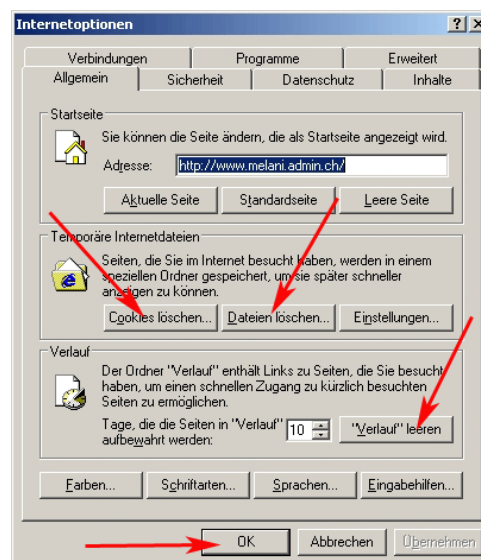 Internetoptionen
Verbindungen Programme Erweitert
Allgemein Sicherheit Datenschutz Inhalte
Startseite
Sie können die Seite ändern, die als Startseite angezeigt wird.
Adresse: http://www.melani.admin.ch/
Aktuelle Seite Standardseite Leere Seite
Temporäre Internetdateien
Seiten, die Sie im Internet besucht haben, werden in einem
speziellen Ordner gespeichert, um sie später schneller
anzeigen zu können.
Cookies löschen... Dateien löschen... Einstellungen...
Verlauf
Der Ordner "Verlauf" enthält Links zu Seiten, die Sie besucht
haben, um einen schnellen Zugang zu kürzlich besuchten
Seiten zu ermöglichen.
Tage, die die Seiten in "Verlauf" 10 "Verlauf" leeren
aufbewahrt werden:
Farben... Schriftarten... Sprachen... Eingabehilfen...
OK Abbrechen Übernehmen